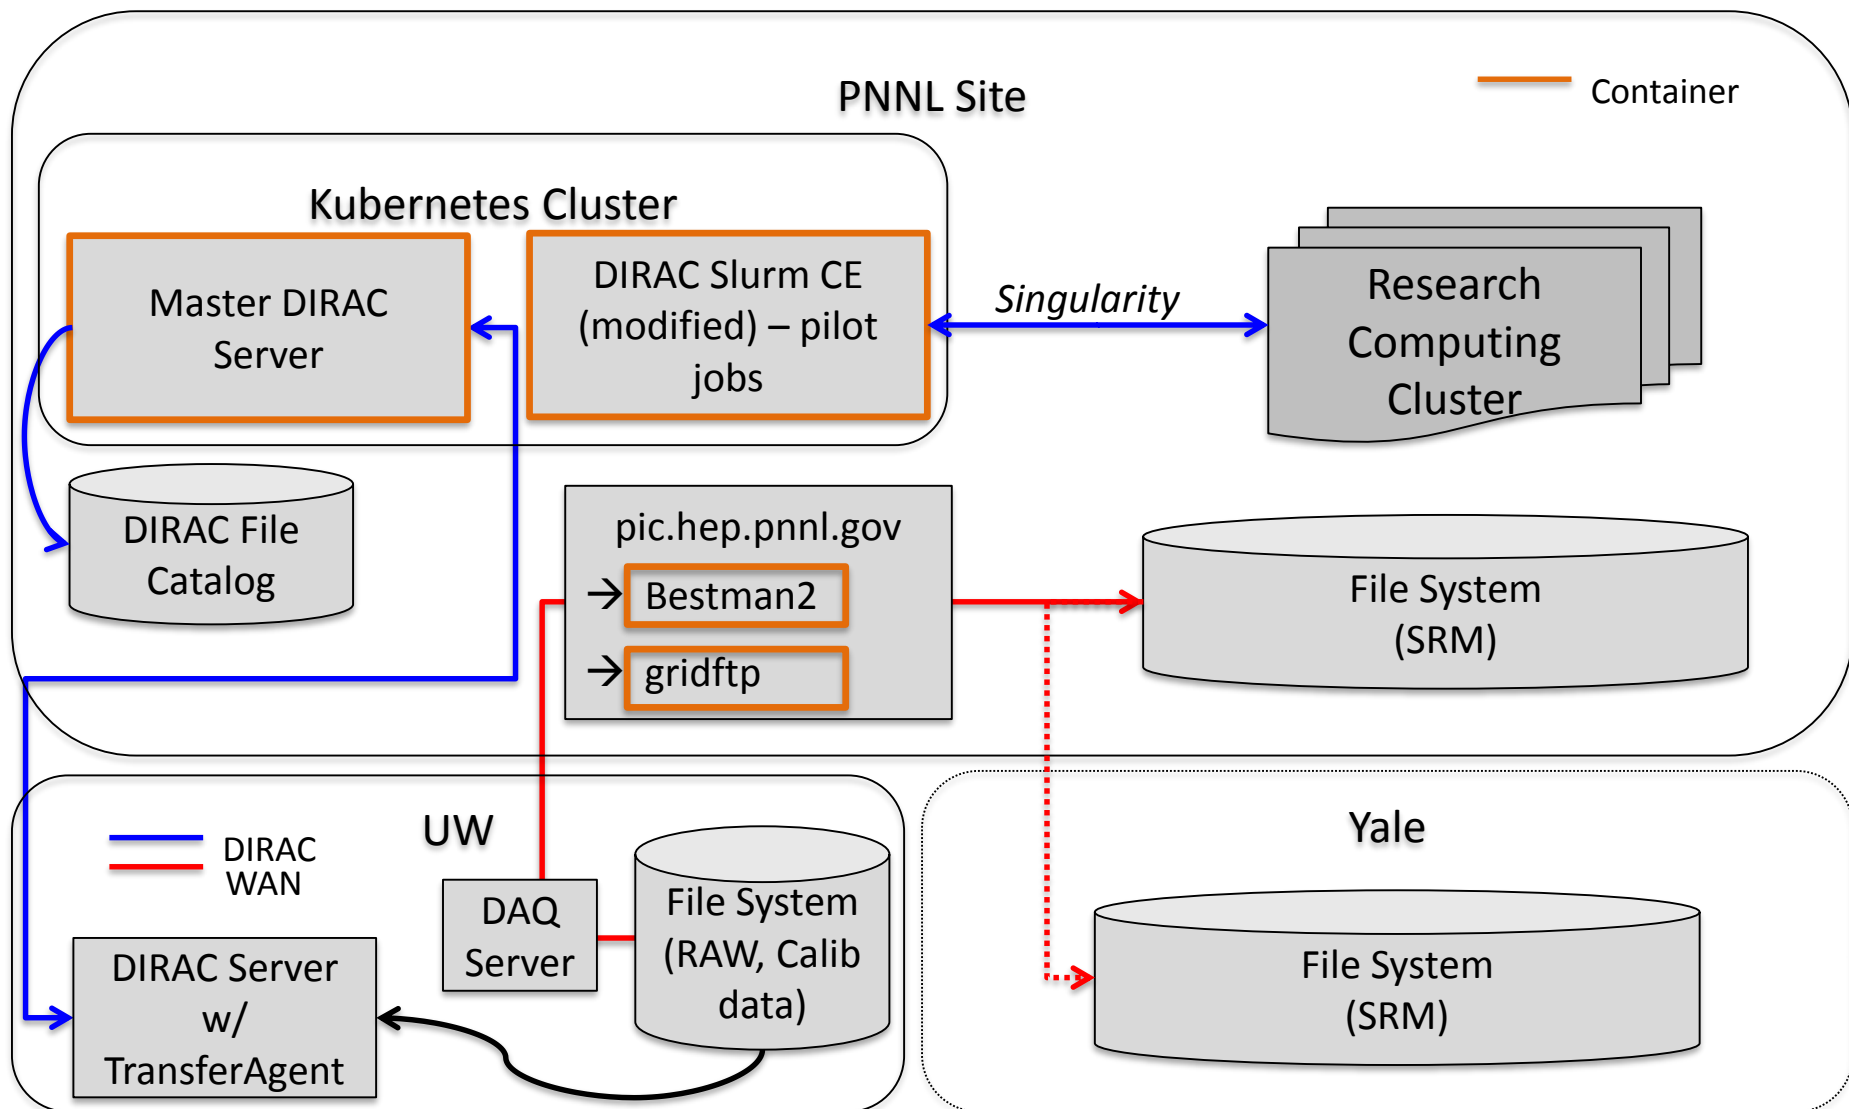 PNNL Site
Container
Kubernetes Cluster
Master DIRAC
Server
DIRAC Slurm CE
(modified) – pilot
jobs
Singularity
Research
Computing
Cluster
DIRAC File
Catalog
pic.hep.pnnl.gov
→ Bestman2
→ gridftp
File System
(SRM)
UW
DIRAC
WAN
DAQ
Server
File System
(RAW, Calib
data)
DIRAC Server
w/
TransferAgent
Yale
File System
(SRM)